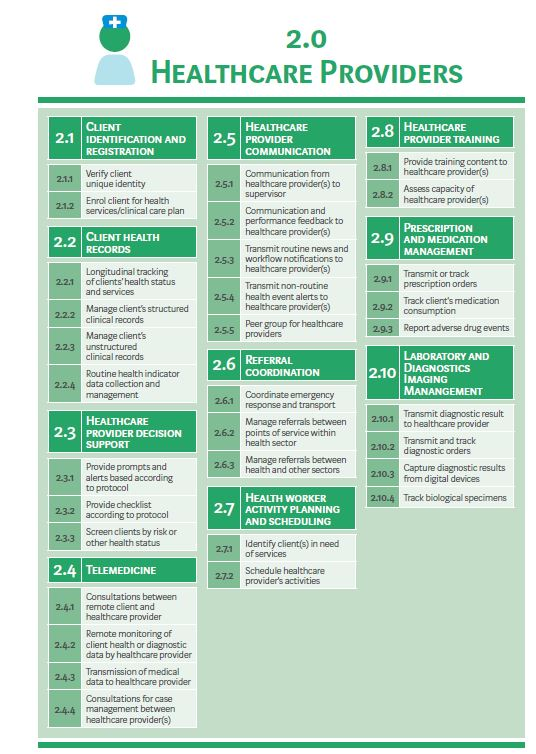 2.0
HEALTHCARE PROVIDERS
2.1
CLIENT
IDENTIFICATION AND
REGISTRATION
2.1.1
Verify client
unique identity
2.1.2
Enrol client for health
services/clinical care plan
2.2
CLIENT HEALTH
RECORDS
2.2.1
Longitudinal tracking
of clients' health status
and services
2.2.2
Manage client's structured
clinical records
2.2.3
Manage client's
unstructured
clinical records
2.2.4
Routine health indicator
data collection and
management
2.3
HEALTHCARE
PROVIDER DECISION
SUPPORT
2.3.1
Provide prompts and
alerts based according
to protocol
2.3.2
Provide checklist
according to protocol
2.3.3
Screen clients by risk or
other health status
2.4
TELEMEDICINE
2.4.1
Consultations between
remote client and
healthcare provider
2.4.2
Remote monitoring of
client health or diagnostic
data by healthcare provider
2.4.3
Transmission of medical
data to healthcare provider
2.4.4
Consultations for case
management between
healthcare provider(s)
2.5
HEALTHCARE
PROVIDER
COMMUNICATION
2.5.1
Communication from
healthcare provider(s) to
supervisor
2.5.2
Communication and
performance feedback to
healthcare provider(s)
2.5.3
Transmit routine news and
workflow notifications to
healthcare provider(s)
2.5.4
Transmit non-routine
health event alerts to
healthcare provider(s)
2.5.5
Peer group for healthcare
providers
2.6
REFERRAL
COORDINATION
2.6.1
Coordinate emergency
response and transport
2.6.2
Manage referrals between
points of service within
health sector
2.6.3
Manage referrals between
health and other sectors
2.7
HEALTH WORKER
ACTIVITY PLANNING
AND SCHEDULING
2.7.1
Identify client(s) in need
of services
2.7.2
Schedule healthcare
provider's activities
2.8
HEALTHCARE
PROVIDER TRAINING
2.8.1
Provide training content to
healthcare provider(s)
2.8.2
Assess capacity of
healthcare provider(s)
2.9
PRESCRIPTION
AND MEDICATION
MANAGEMENT
2.9.1
Transmit or track
prescription orders
2.9.2
Track client's medication
consumption
2.9.3
Report adverse drug events
2.10
LABORATORY AND
DIAGNOSTICS
IMAGING
MANANGEMENT
2.10.1
Transmit diagnostic result
to healthcare provider
2.10.2
Transmit and track
diagnostic orders
2.10.3
Capture diagnostic results
from digital devices
2.10.4
Track biological specimens